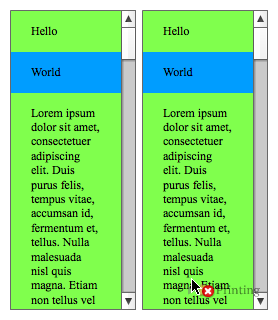 Hello
World
Lorem ipsum
dolor sit amet,
consectetuer
adipiscing
elit. Duis
purus felis,
tempus vitae,
accumsan id,
fermentum et,
tellus. Nulla
malesuada
nisl quis
magna. Etiam
non tellus vel
Hello
World
Lorem ipsum
dolor sit amet,
consectetuer
adipiscing
elit. Duis
purus felis,
tempus vitae,
accumsan id,
fermentum et,
tellus. Nulla
malesuada
nisl quis
magna. Etiam
Printing
non tellus vel